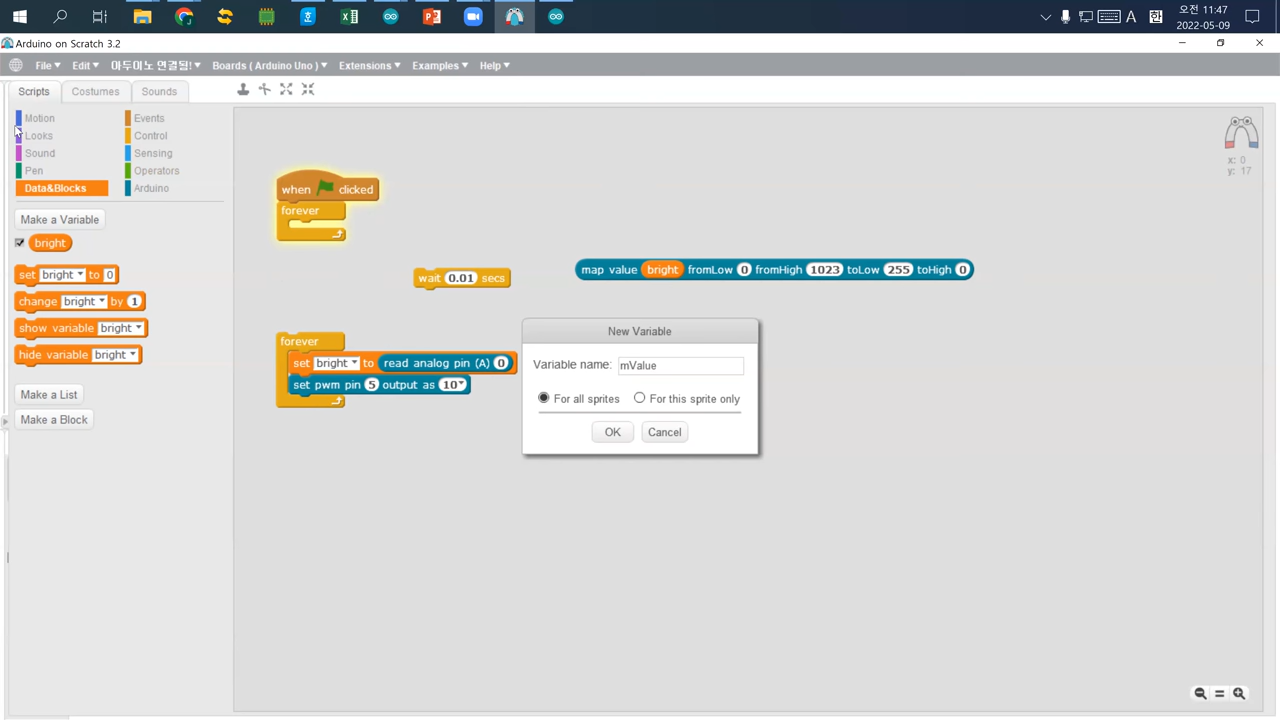 A 한 오전 11:47
2022-05-09
Arduino on Scratch 3.2
File Edit 아두이노 연결됨! Boards ( Arduino Uno ) Extensions Examples Help
Scripts Costumes Sounds
Motion Events
Looks Control
Sound Sensing
Pen Operators
Data&Blocks Arduino
Make a Variable
bright
set bright to 0
change bright by 1
show variable bright
hide variable bright
Make a List
Make a Block
when clicked
forever
wait 0.01 secs
map value bright fromLow 0 fromHigh 1023 toLow 255 toHigh 0
forever
set bright to read analog pin (A) 0
set pwm pin 5 output as 10
New Variable
Variable name: mValue
For all sprites For this sprite only
OK Cancel
x: 0
y: 17